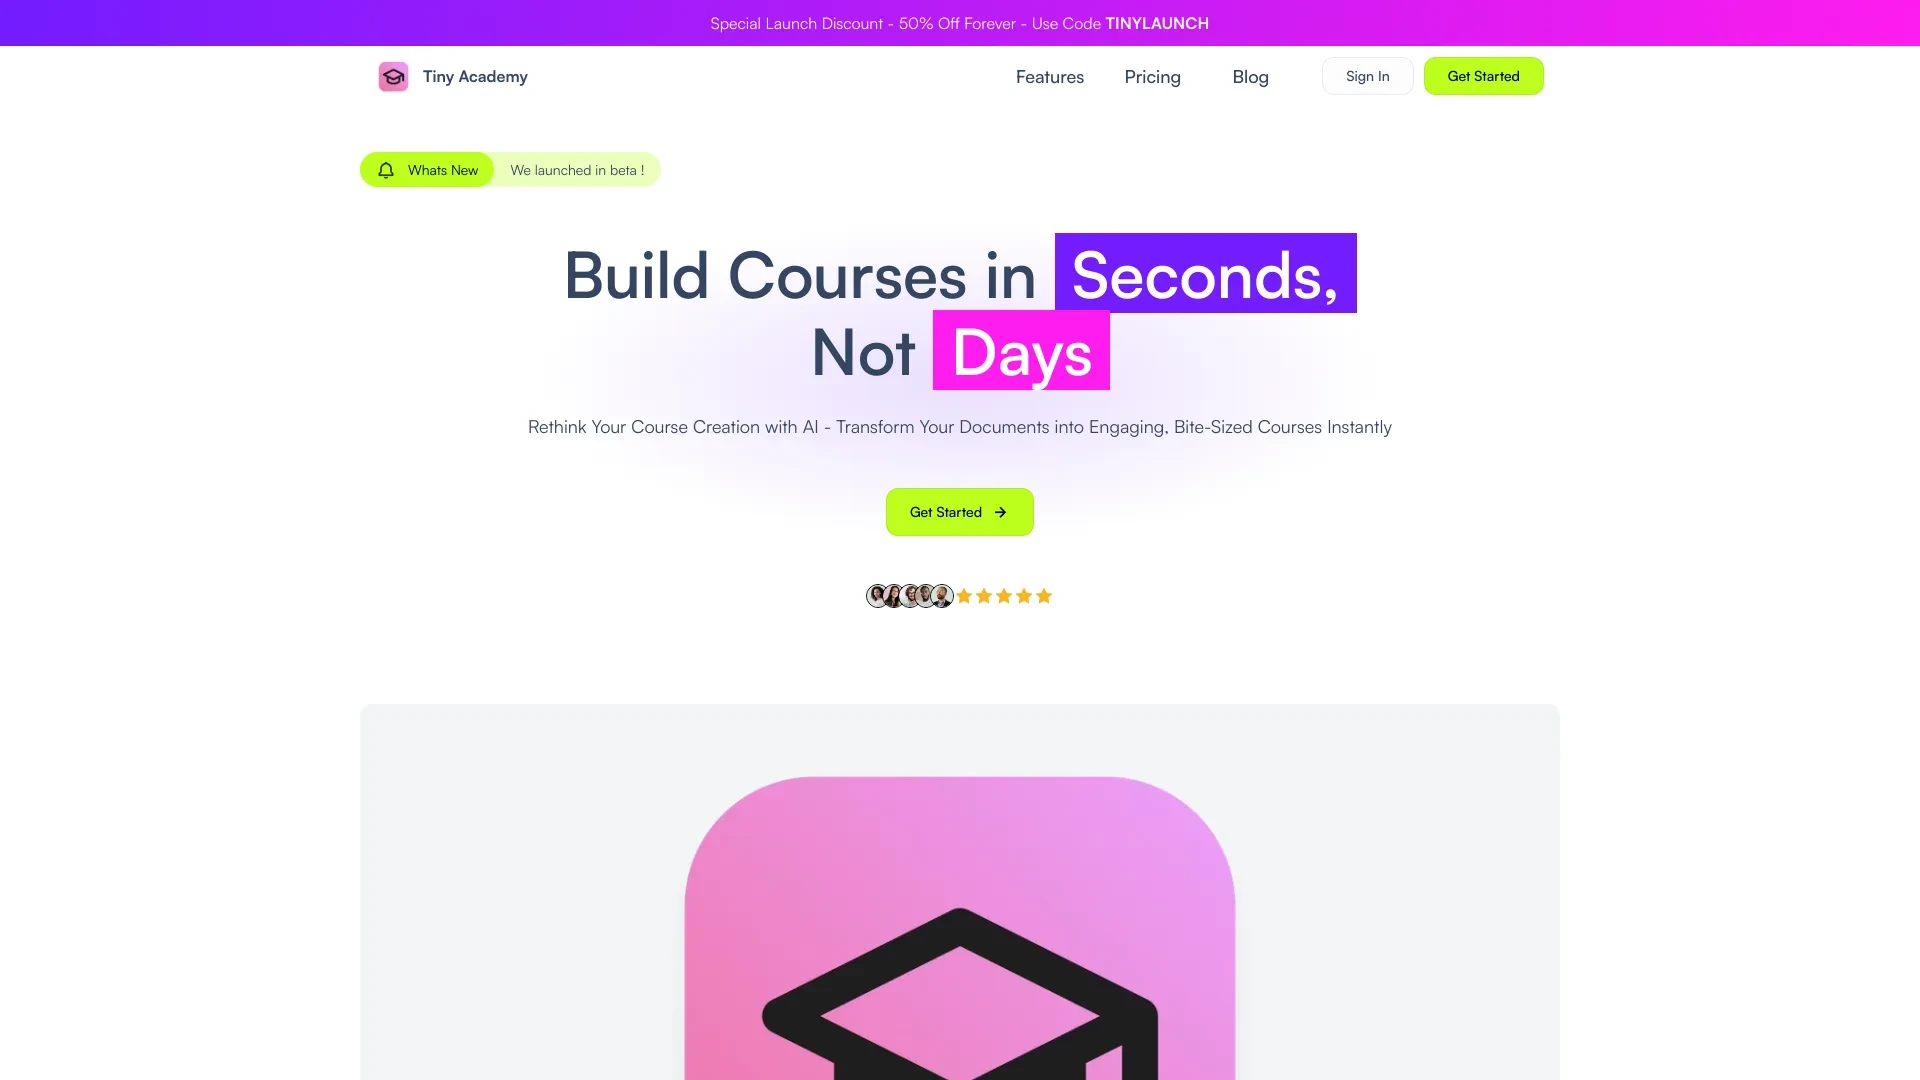 Special Launch Discount - 50% Off Forever - Use Code TINYLAUNCH
Tiny Academy
Features
Pricing
Blog
Sign In
Get Started
Whats New
We launched in beta !
Build Courses in Seconds,
Not Days
Rethink Your Course Creation with AI - Transform Your Documents into Engaging, Bite-Sized Courses Instantly
Get Started